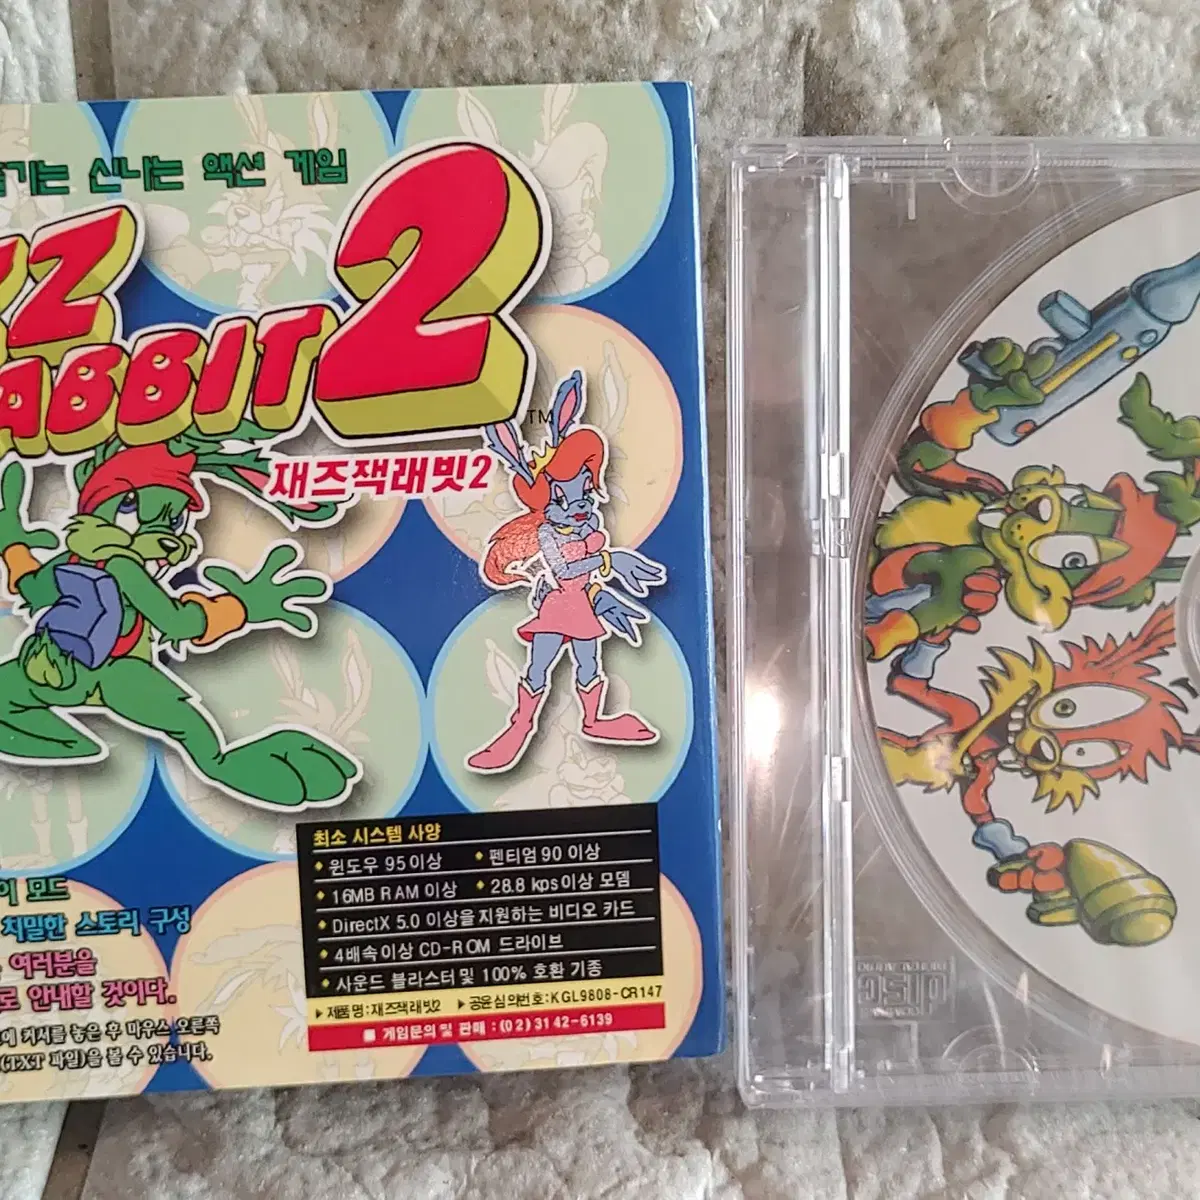 즐기는 신나는 액션 게임
ZZ
RABBIT 2
TM
재즈잭래빗2
최소 시스템 사양
• 윈도우 95 이상 • 펜티엄 90 이상
• 16MB RAM 이상 • 28.8 kps 이상 모뎀
• DirectX 5.0 이상을 지원하는 비디오 카드
• 4배속 이상 CD-ROM 드라이브
• 사운드 블라스터 및 100% 호환 기종
▶ 제품명 : 재즈잭래빗2 ▶ 공윤심의번호 : KGL9808-CR147
■ 게임문의 및 판매 : (02) 3142-6139
이 모드
치밀한 스토리 구성
여러분을
로 안내할 것이다.
에 커서를 놓은 후 마우스 오른쪽
(TXT 파일)을 볼 수 있습니다.
disc